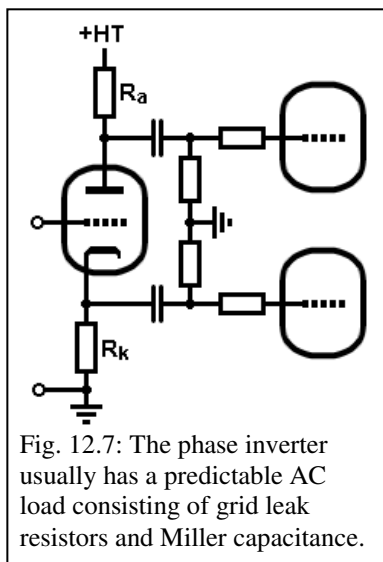 +HT
Ra
Rk
Fig. 12.7: The phase inverter
usually has a predictable AC
load consisting of grid leak
resistors and Miller capacitance.